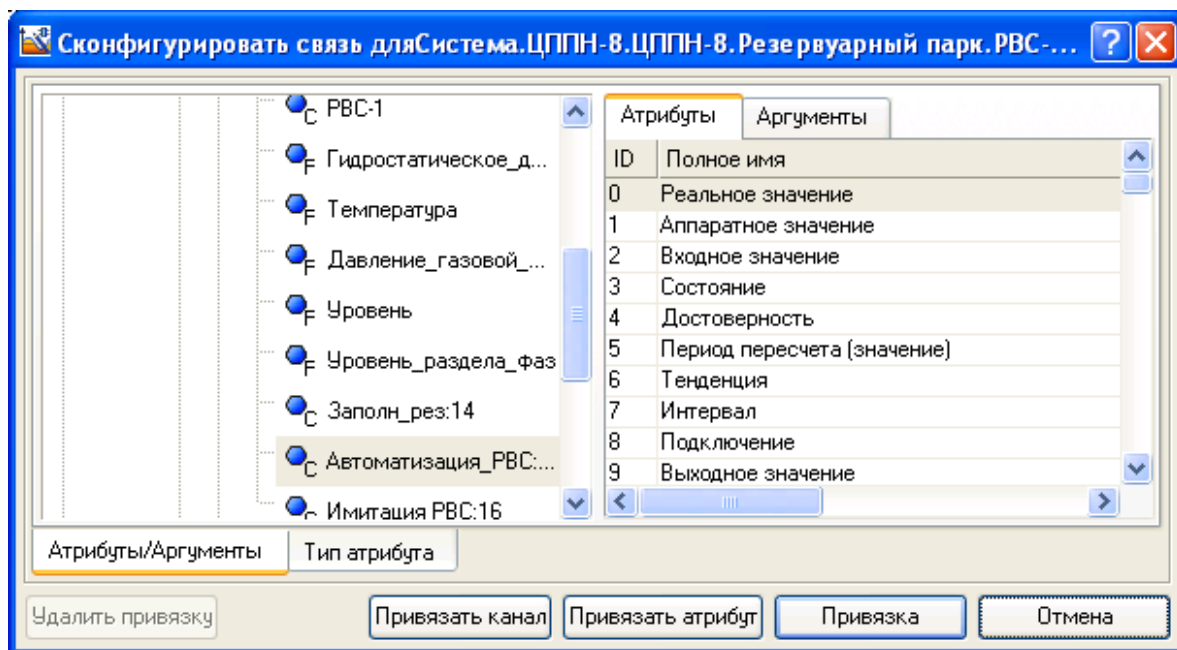 Сконфигурировать связь дляСистема.ЦППН-8.ЦППН-8.Резервуарный парк.РВС-...
C РВС-1
F Гидростатическое_д...
F Температура
F Давление_газовой_...
F Уровень
F Уровень_раздела_фаз
C Заполн_рез:14
C Автоматизация_РВС:...
Имитация РВС:16
Атрибуты Аргументы
ID Полное имя
0 Реальное значение
1 Аппаратное значение
2 Входное значение
3 Состояние
4 Достоверность
5 Период пересчета (значение)
6 Тенденция
7 Интервал
8 Подключение
9 Выходное значение
Атрибуты/Аргументы Тип атрибута
Удалить привязку Привязать канал Привязать атрибут Привязка Отмена